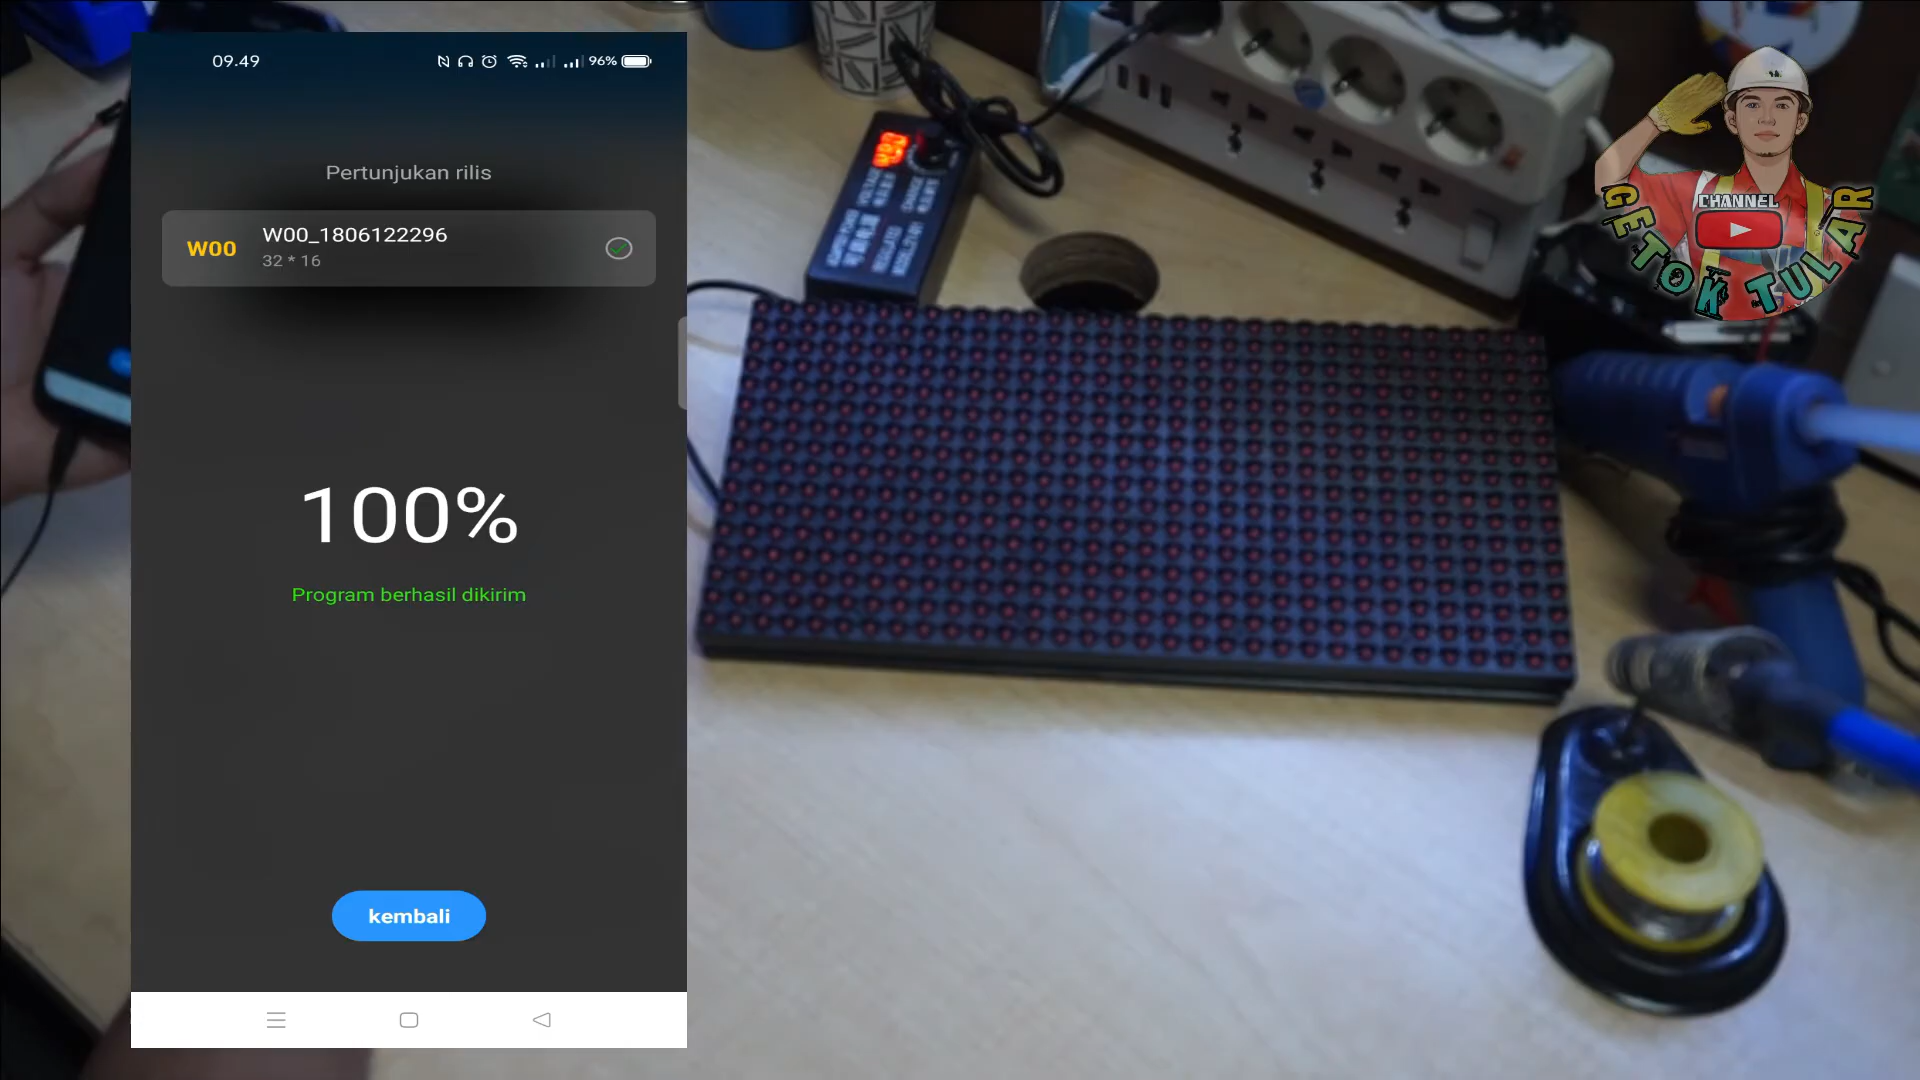 09.49
96%
Pertunjukan rilis
W00
W00_1806122296
32 * 16
100%
Program berhasil dikirim
kembali
CHANNEL
GETOK TULAR